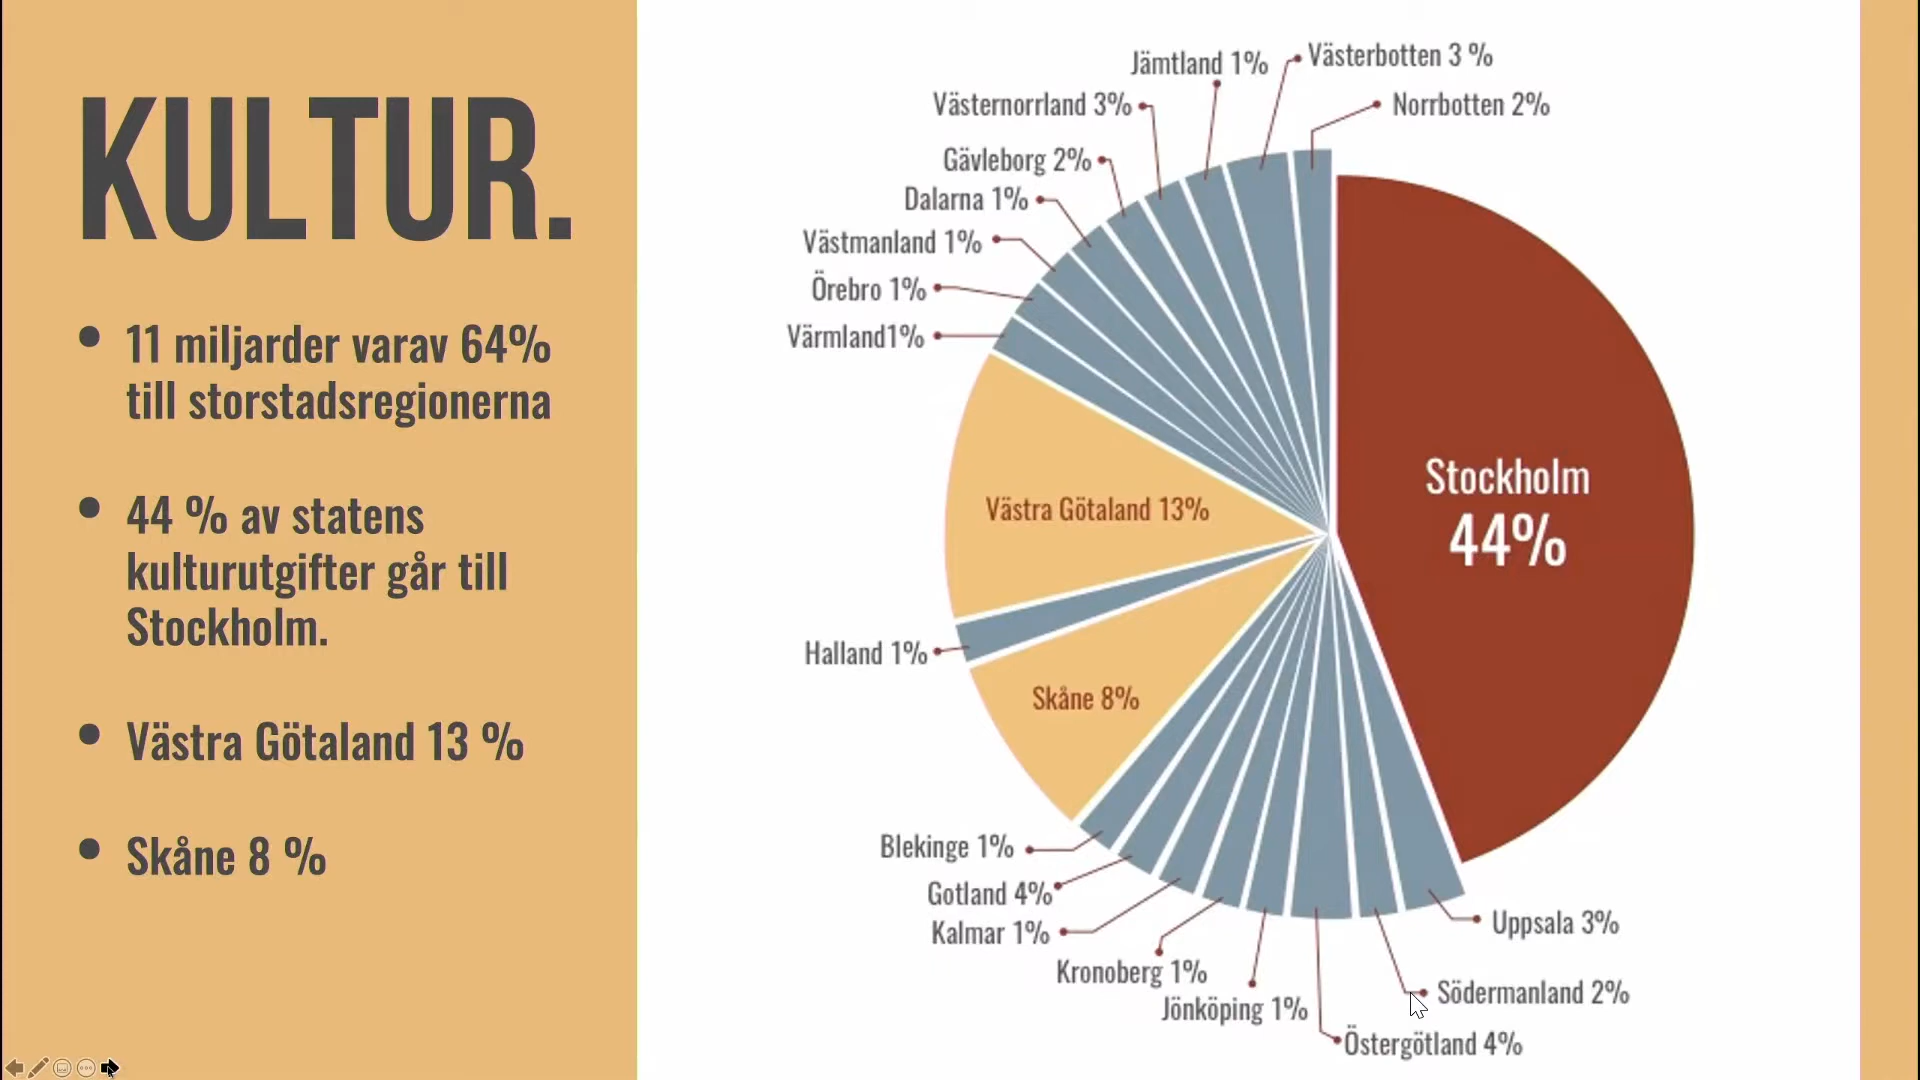 KULTUR.
• 11 miljarder varav 64%
till storstadsregionerna
• 44 % av statens
kulturutgifter går till
Stockholm.
• Västra Götaland 13 %
• Skåne 8 %
Jämtland 1%
Västerbotten 3 %
Västernorrland 3%
Norrbotten 2%
Gävleborg 2%
Dalarna 1%
Västmanland 1%
Örebro 1%
Värmland1%
Stockholm
44%
Västra Götaland 13%
Halland 1%
Skåne 8%
Blekinge 1%
Gotland 4%
Kalmar 1%
Kronoberg 1%
Jönköping 1%
Östergötland 4%
Södermanland 2%
Uppsala 3%